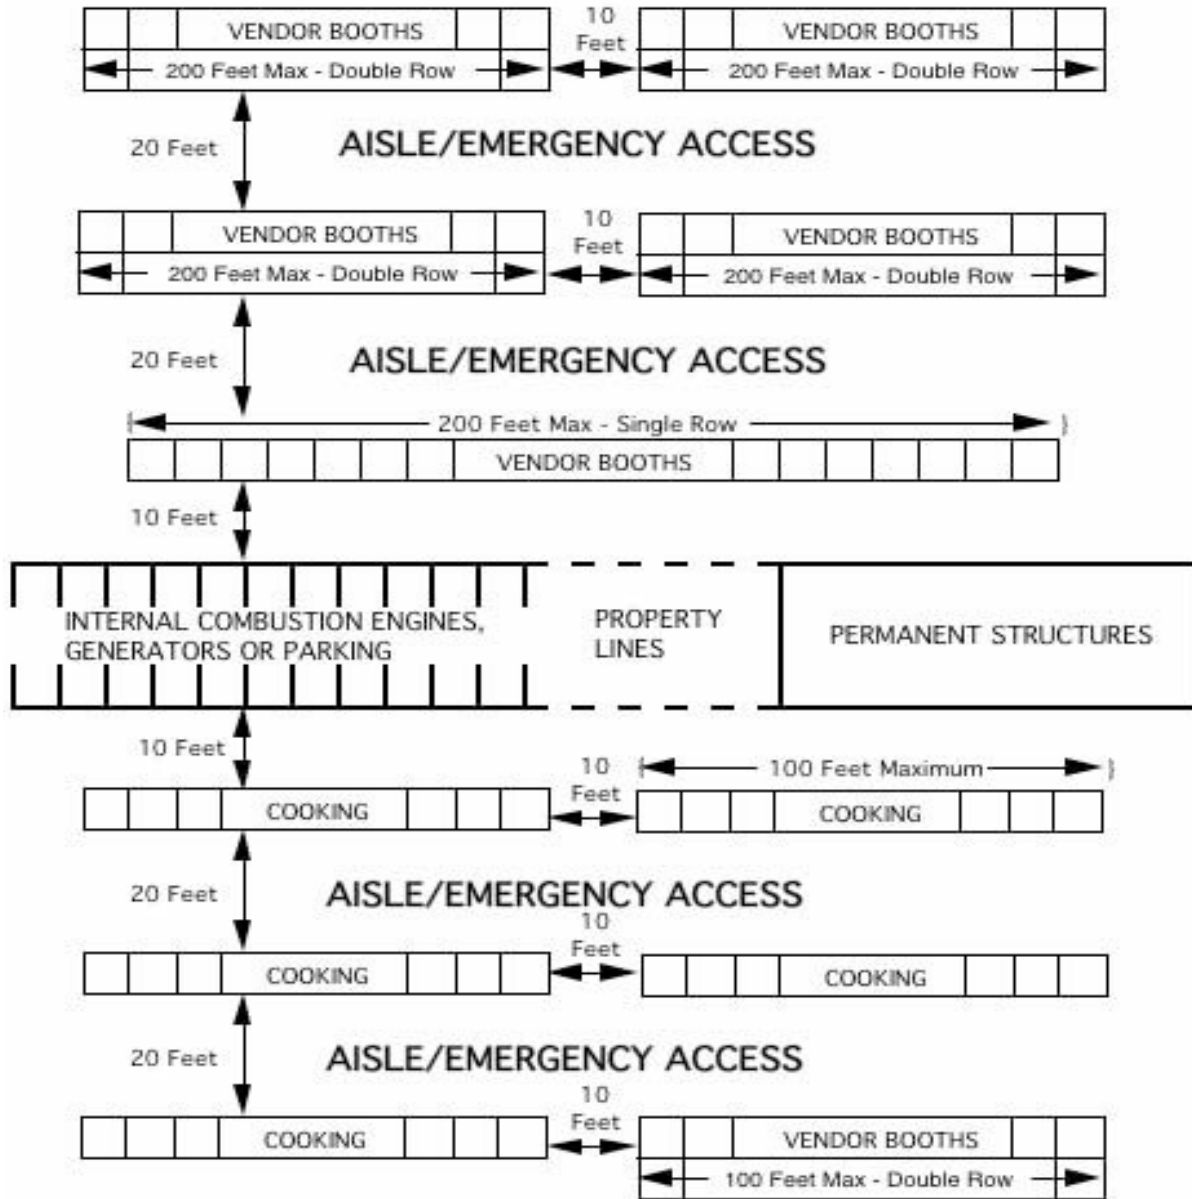 VENDOR BOOTHS
200 Feet Max - Double Row
10
Feet
VENDOR BOOTHS
200 Feet Max - Double Row
20 Feet
AISLE/EMERGENCY ACCESS
VENDOR BOOTHS
200 Feet Max - Double Row
10
Feet
VENDOR BOOTHS
200 Feet Max - Double Row
20 Feet
AISLE/EMERGENCY ACCESS
200 Feet Max - Single Row
VENDOR BOOTHS
10 Feet
INTERNAL COMBUSTION ENGINES,
GENERATORS OR PARKING
PROPERTY
LINES
PERMANENT STRUCTURES
10 Feet
COOKING
10
Feet
100 Feet Maximum
COOKING
20 Feet
AISLE/EMERGENCY ACCESS
COOKING
10
Feet
COOKING
20 Feet
AISLE/EMERGENCY ACCESS
COOKING
10
Feet
VENDOR BOOTHS
100 Feet Max - Double Row